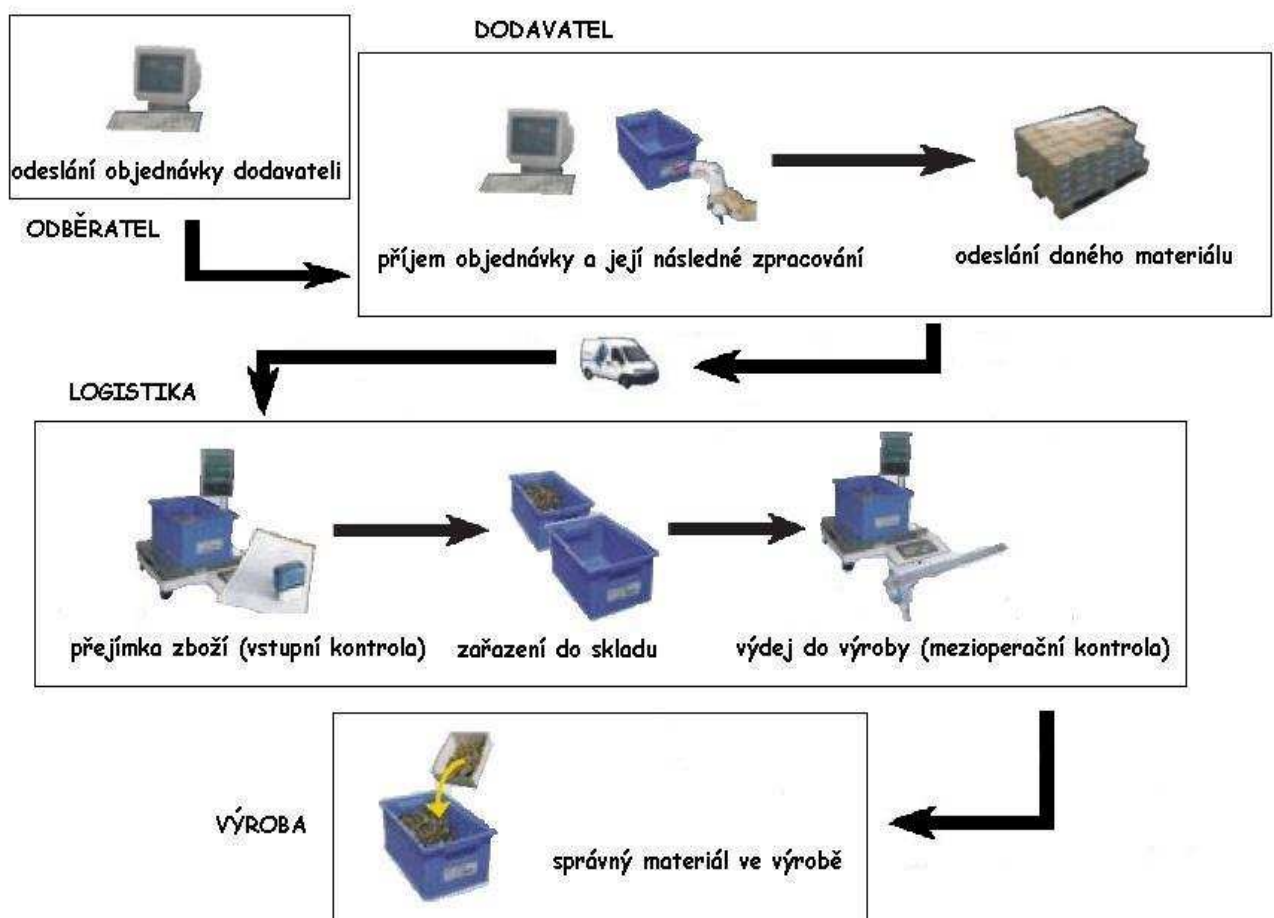 DODAVATEL
odeslání objednávky dodavateli
ODBĚRATEL
příjem objednávky a její následné zpracování
odeslání daného materiálu
LOGISTIKA
přejímka zboží (vstupní kontrola)
zařazení do skladu
výdej do výroby (mezioperační kontrola)
VÝROBA
správný materiál ve výrobě